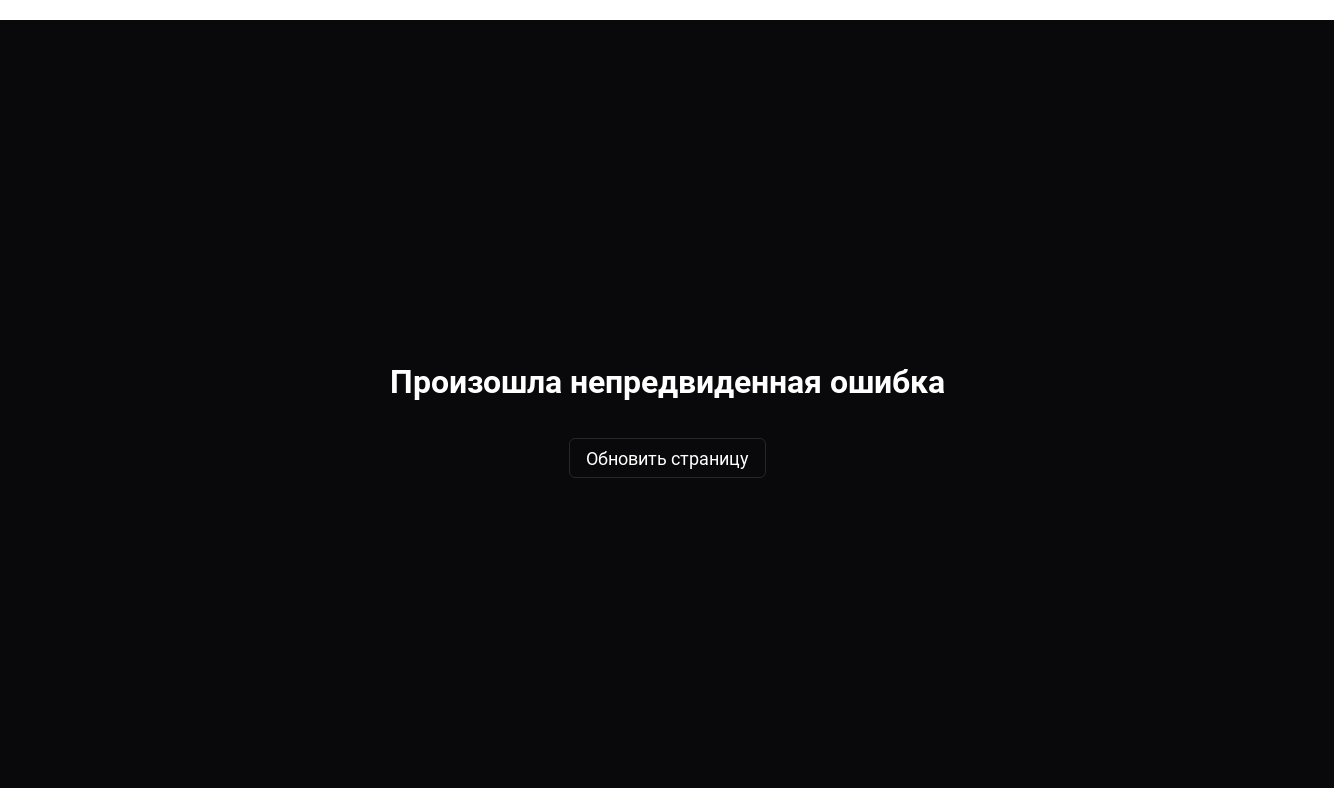 Произошла непредвиденная ошибка
Обновить страницу